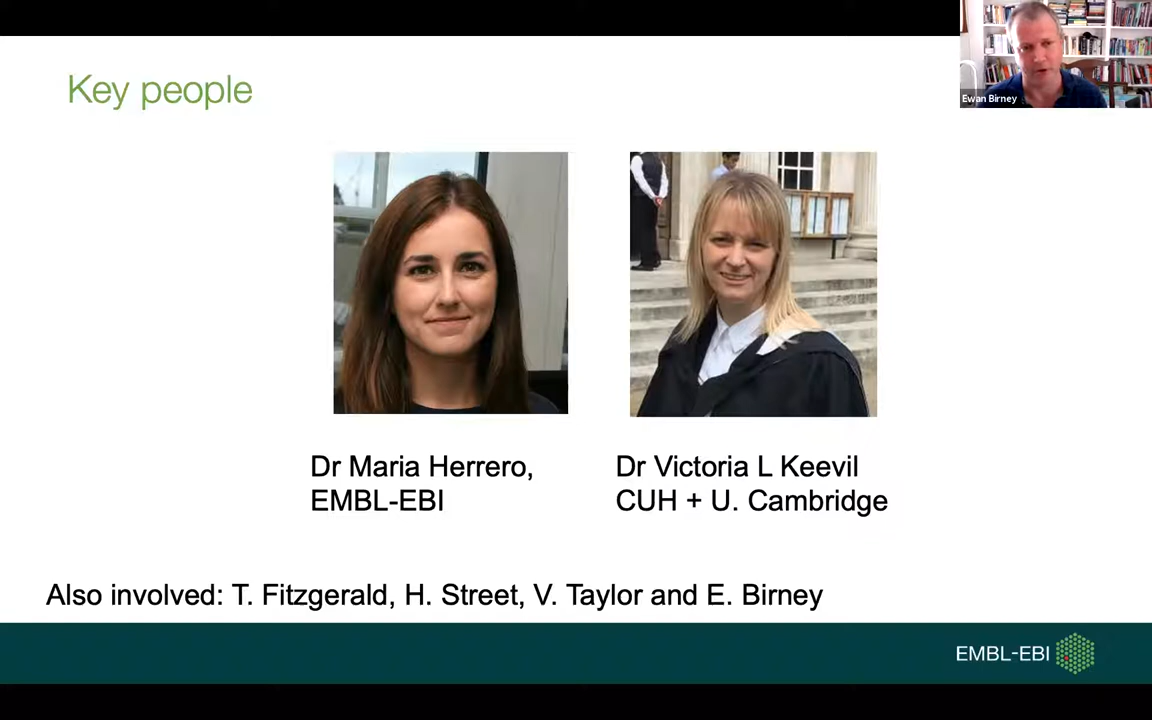 Key people
Ewan Birney
Dr Maria Herrero,
EMBL-EBI
Dr Victoria L Keevil
CUH + U. Cambridge
Also involved: T. Fitzgerald, H. Street, V. Taylor and E. Birney
EMBL-EBI